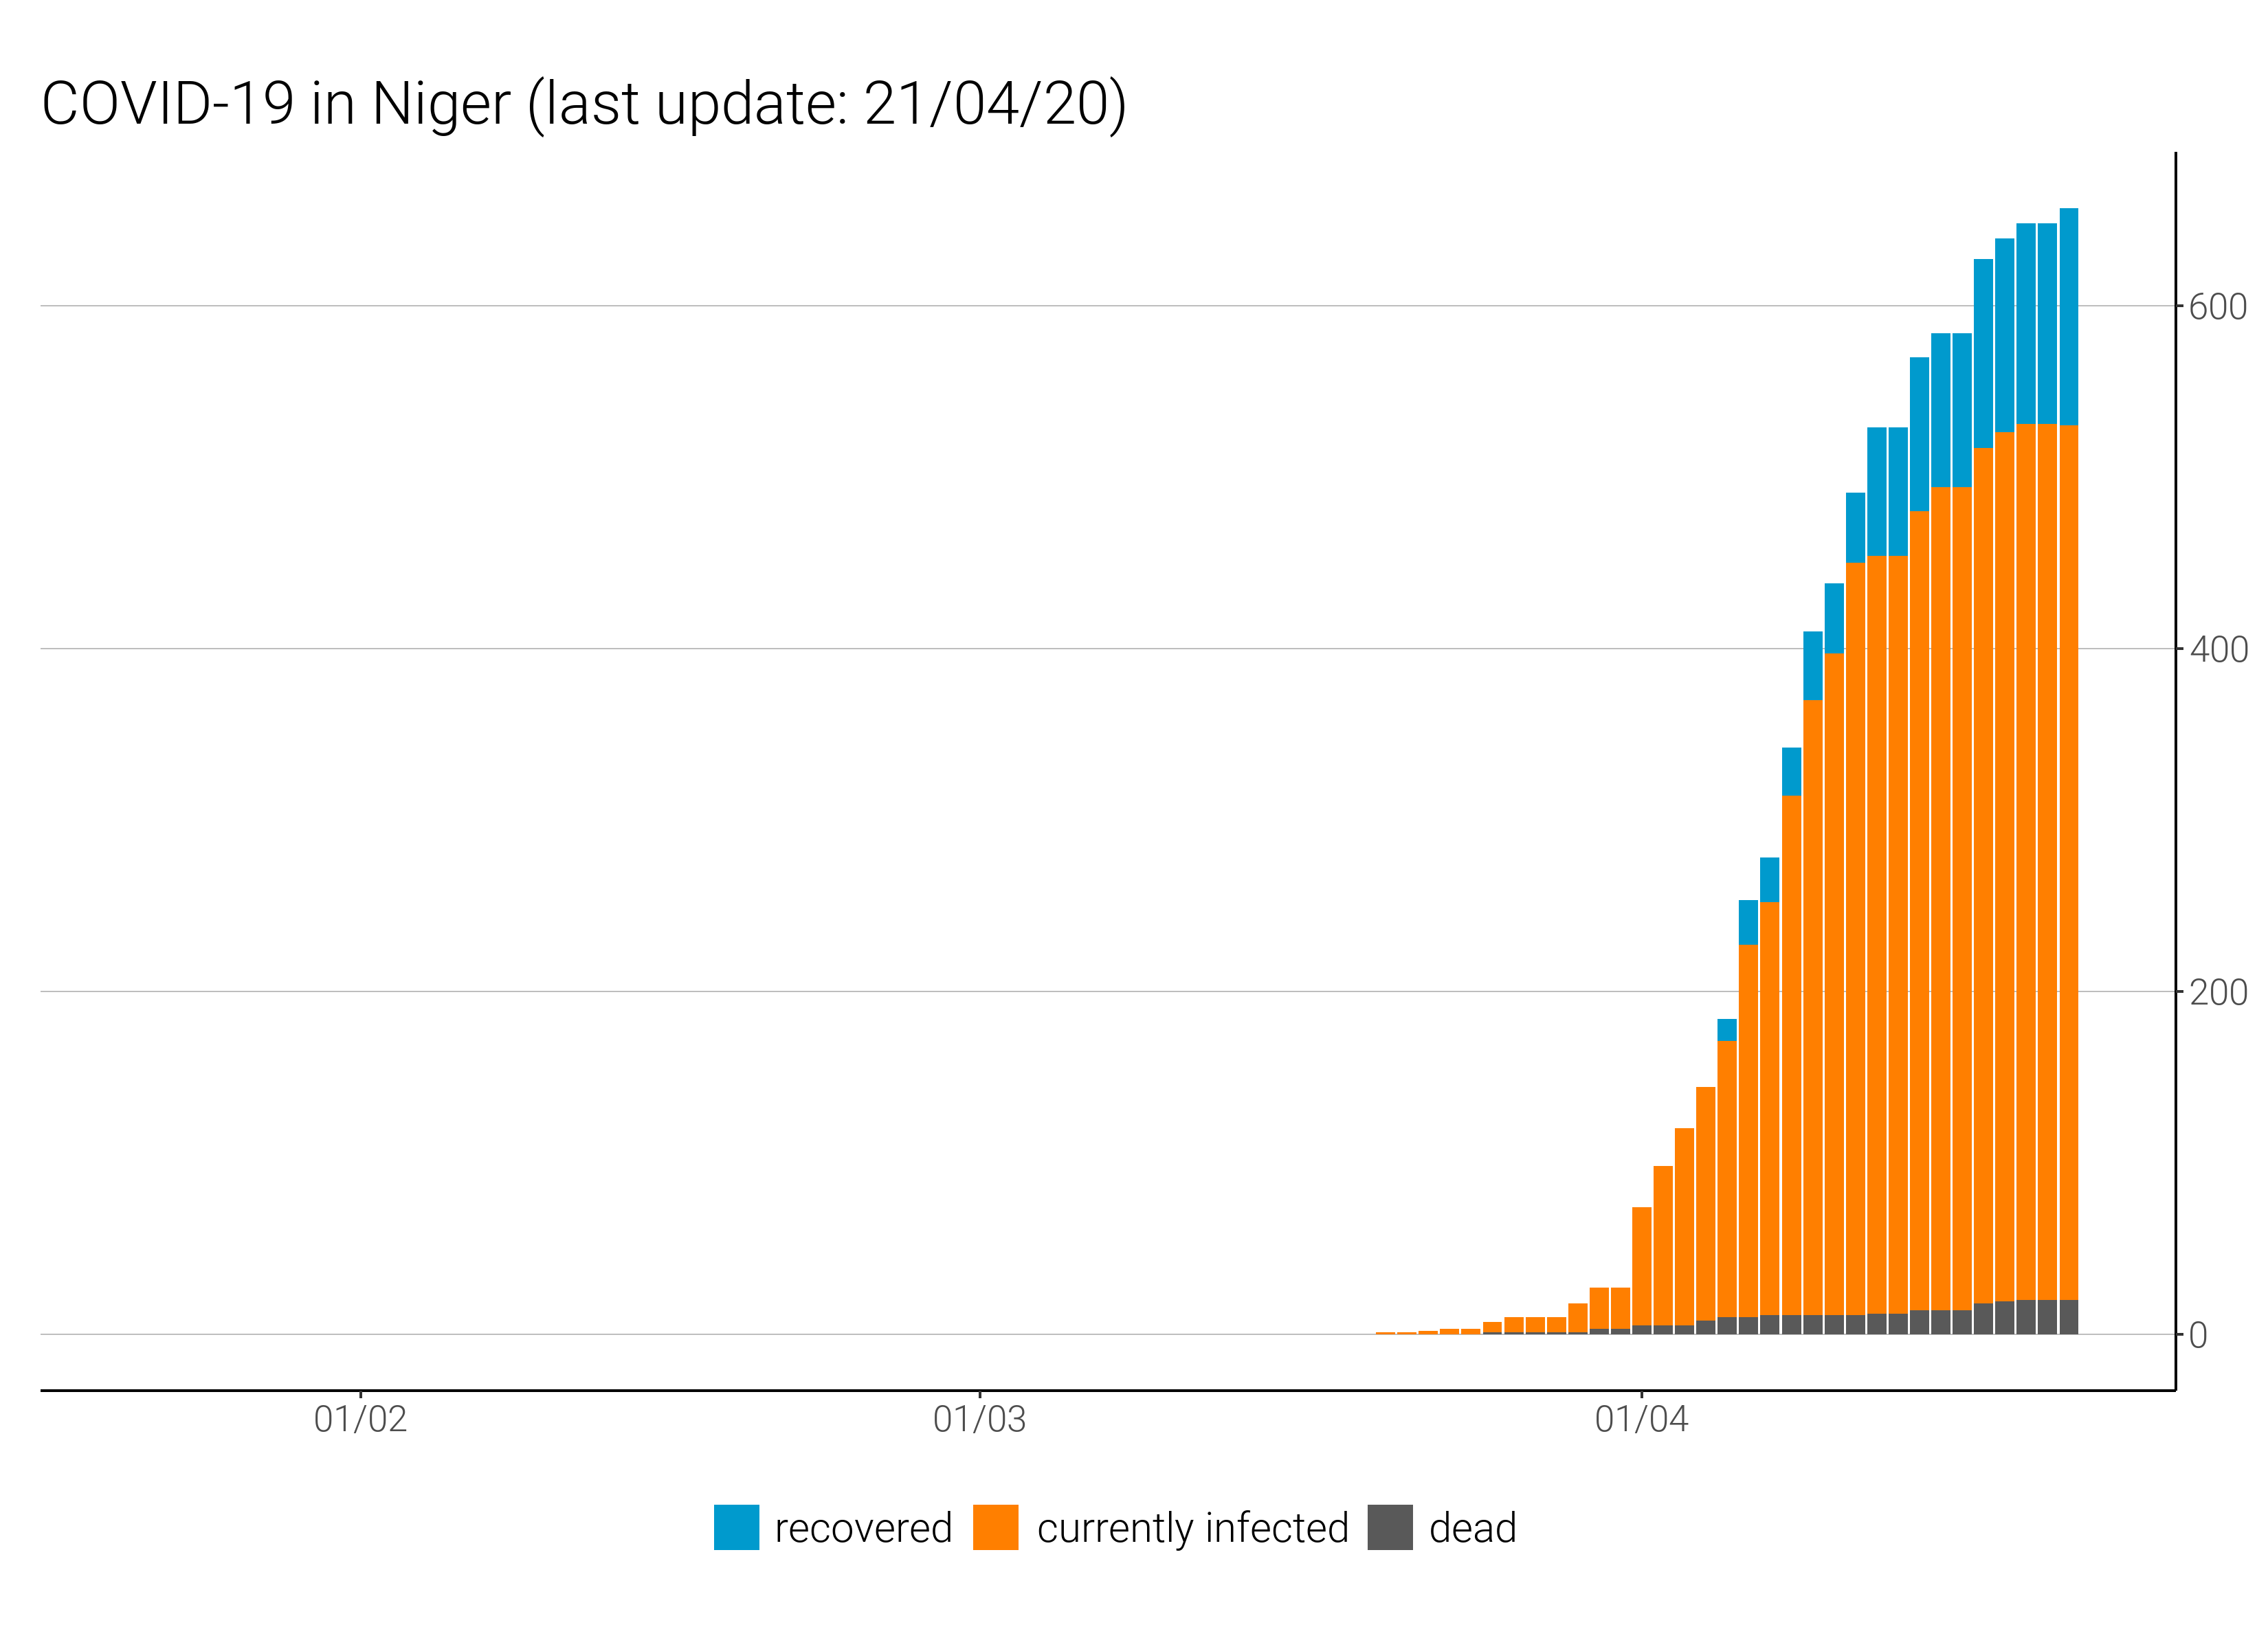 COVID-19 in Niger (last update: 21/04/20)
600
400
200
0
01/02 01/03 01/04
recovered currently infected dead